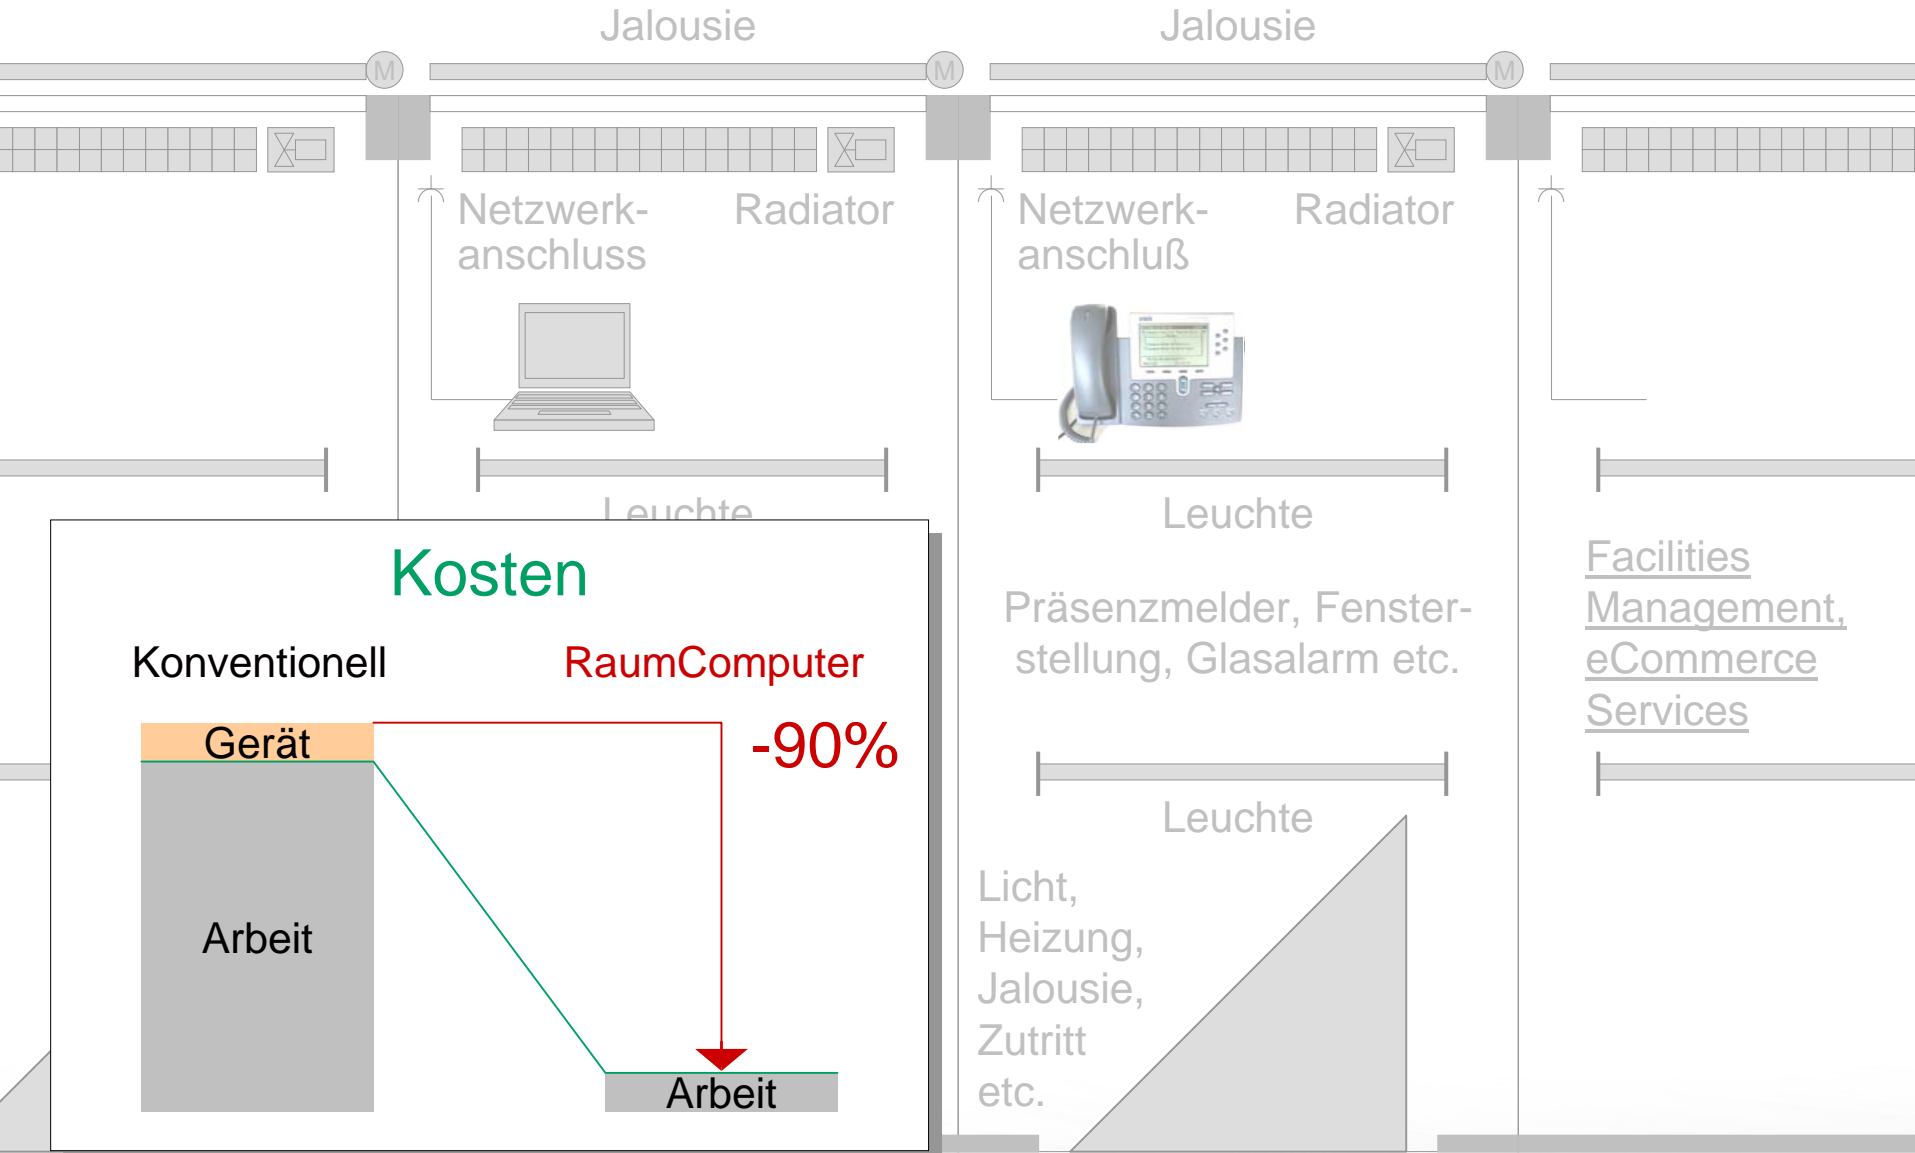 Jalousie
Jalousie
M
M
M
Netzwerk-
anschluss
Radiator
Netzwerk-
anschluß
Radiator
Leuchte
Leuchte
Präsenzmelder, Fenster-
stellung, Glasalarm etc.
Facilities
Management,
eCommerce
Services
Kosten
Konventionell
RaumComputer
Gerät
-90%
Arbeit
Arbeit
Leuchte
Licht,
Heizung,
Jalousie,
Zutritt
etc.